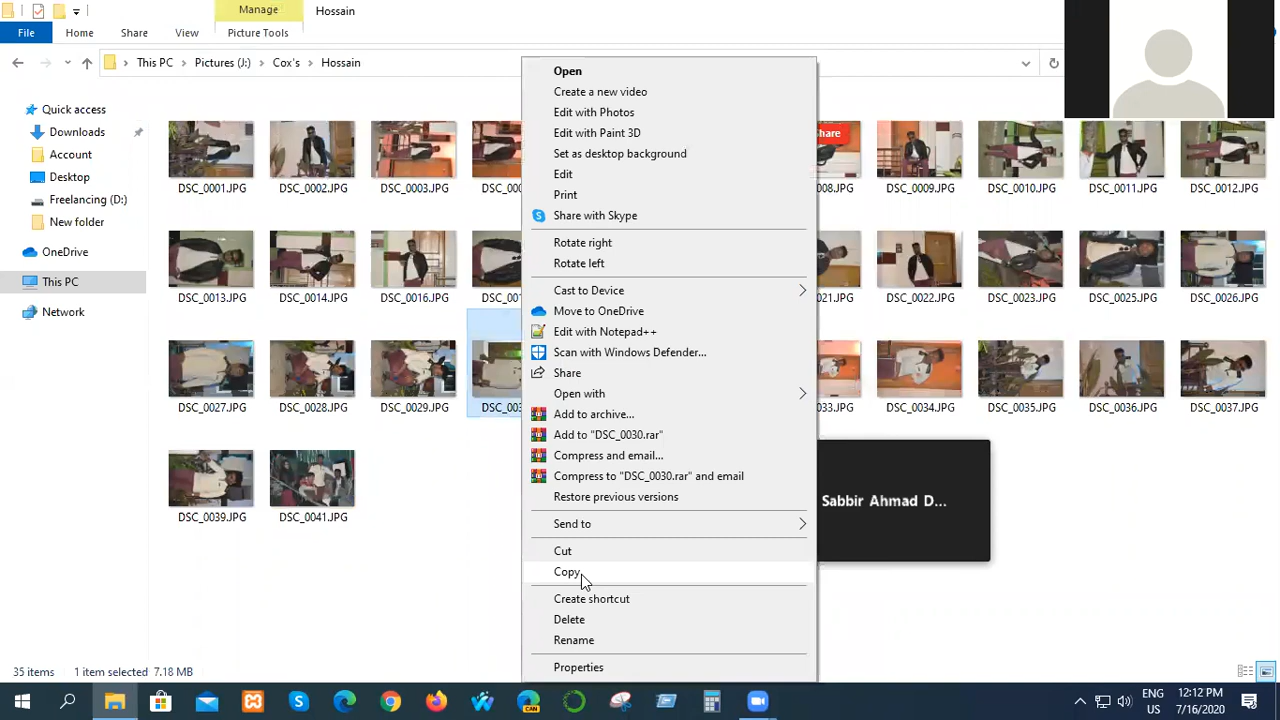 Manage
Hossain
File
Home
Share
View
Picture Tools
This PC
Pictures (J:)
Cox's
Hossain
Quick access
Downloads
Account
Desktop
Freelancing (D:)
New folder
OneDrive
This PC
Network
DSC_0001.JPG
DSC_0002.JPG
DSC_0003.JPG
DSC_0009.JPG
DSC_0010.JPG
DSC_0011.JPG
DSC_0012.JPG
DSC_0013.JPG
DSC_0014.JPG
DSC_0016.JPG
021.JPG
DSC_0022.JPG
DSC_0023.JPG
DSC_0025.JPG
DSC_0026.JPG
DSC_0027.JPG
DSC_0028.JPG
DSC_0029.JPG
033.JPG
DSC_0034.JPG
DSC_0035.JPG
DSC_0036.JPG
DSC_0037.JPG
DSC_0039.JPG
DSC_0041.JPG
Open
Create a new video
Edit with Photos
Edit with Paint 3D
Set as desktop background
Edit
Print
Share with Skype
Rotate right
Rotate left
Cast to Device
Move to OneDrive
Edit with Notepad++
Scan with Windows Defender...
Share
Open with
Add to archive...
Add to "DSC_0030.rar"
Compress and email...
Compress to "DSC_0030.rar" and email
Restore previous versions
Send to
Cut
Copy
Create shortcut
Delete
Rename
Properties
Sabbir Ahmad D...
35 items
1 item selected 7.18 MB
CAN
ENG
US
12:12 PM
7/16/2020